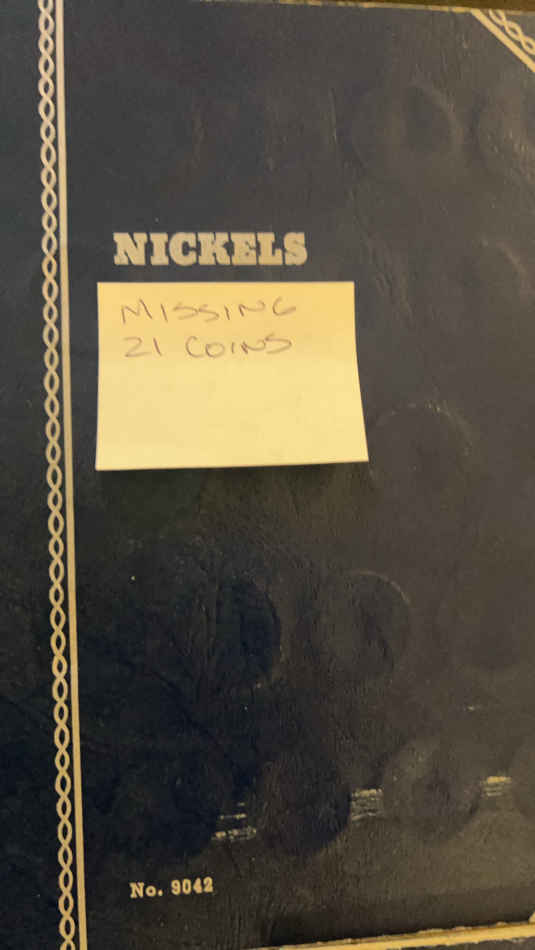 NICKELS
MISSING
21 COINS
No. 9042